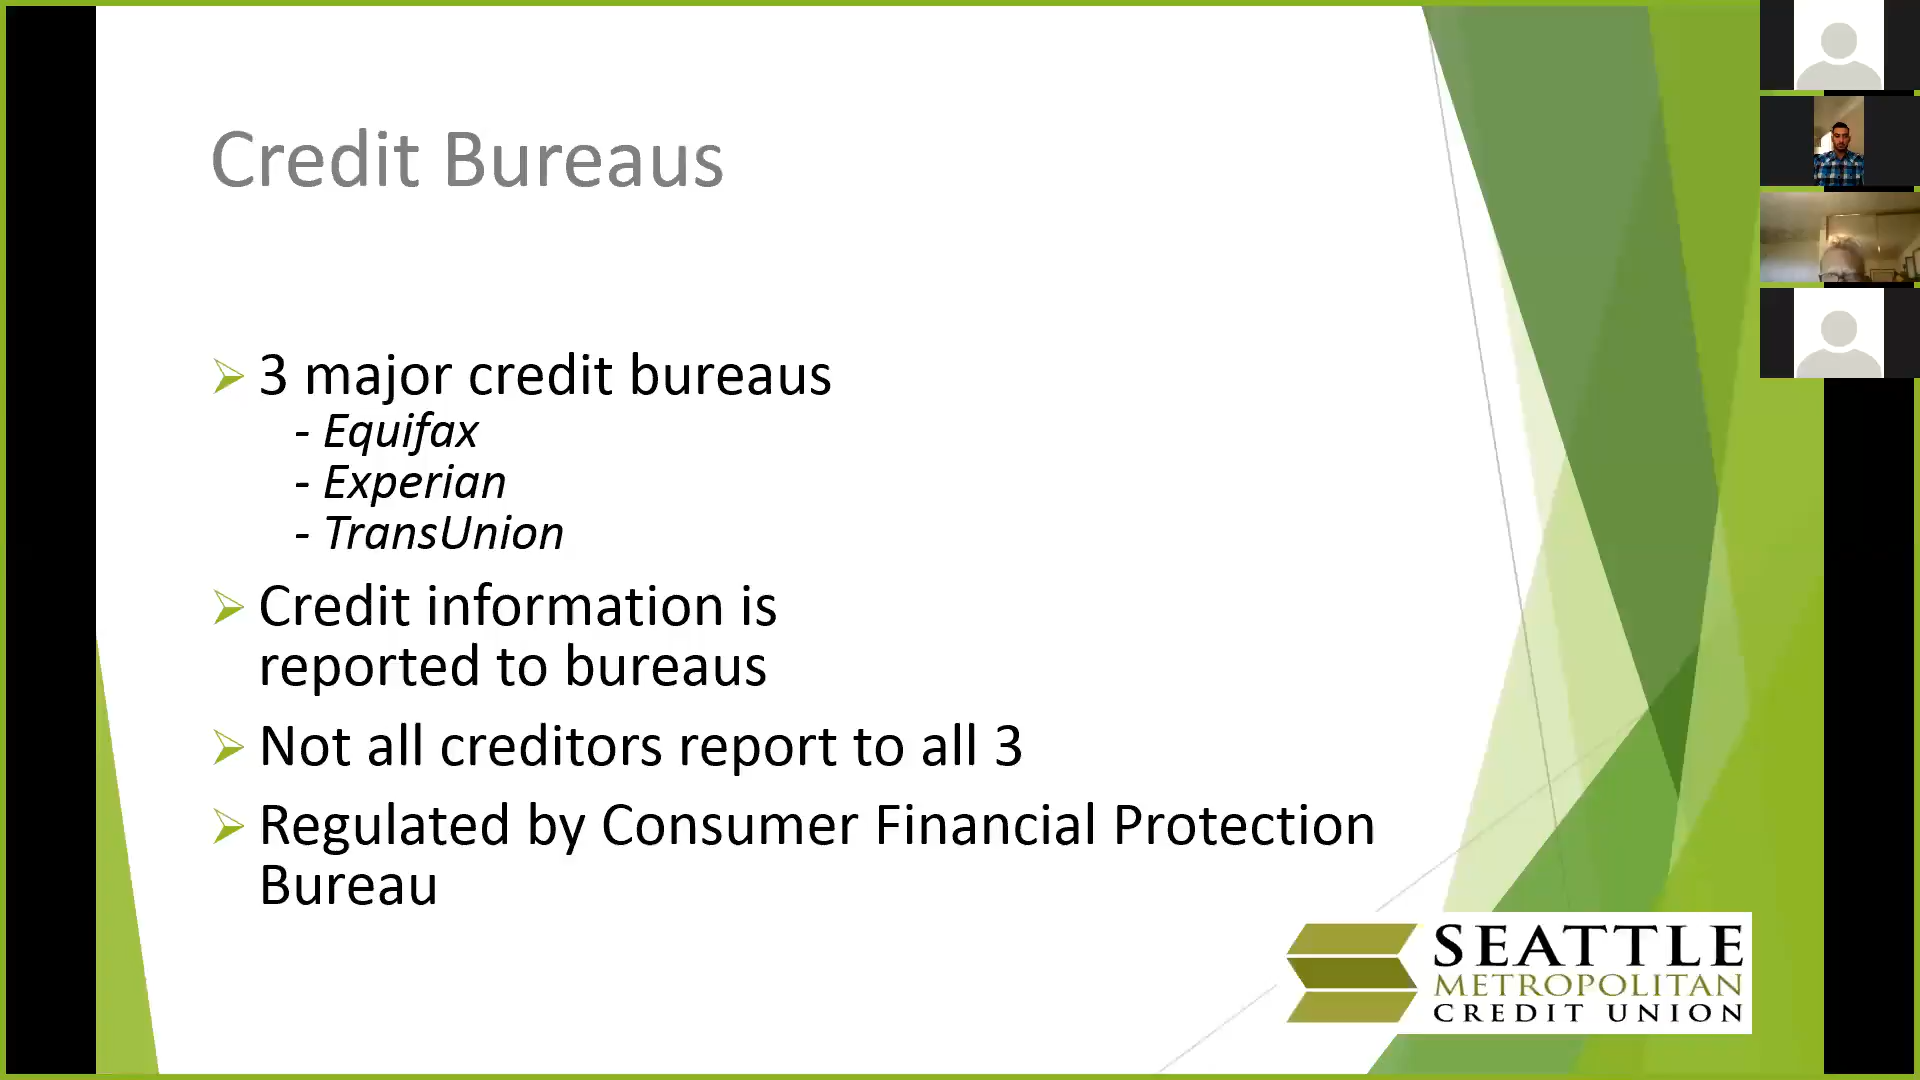 Credit Bureaus
➢ 3 major credit bureaus
- Equifax
- Experian
- TransUnion
➢ Credit information is
reported to bureaus
➢ Not all creditors report to all 3
➢ Regulated by Consumer Financial Protection
Bureau
SEATTLE
METROPOLITAN
CREDIT UNION